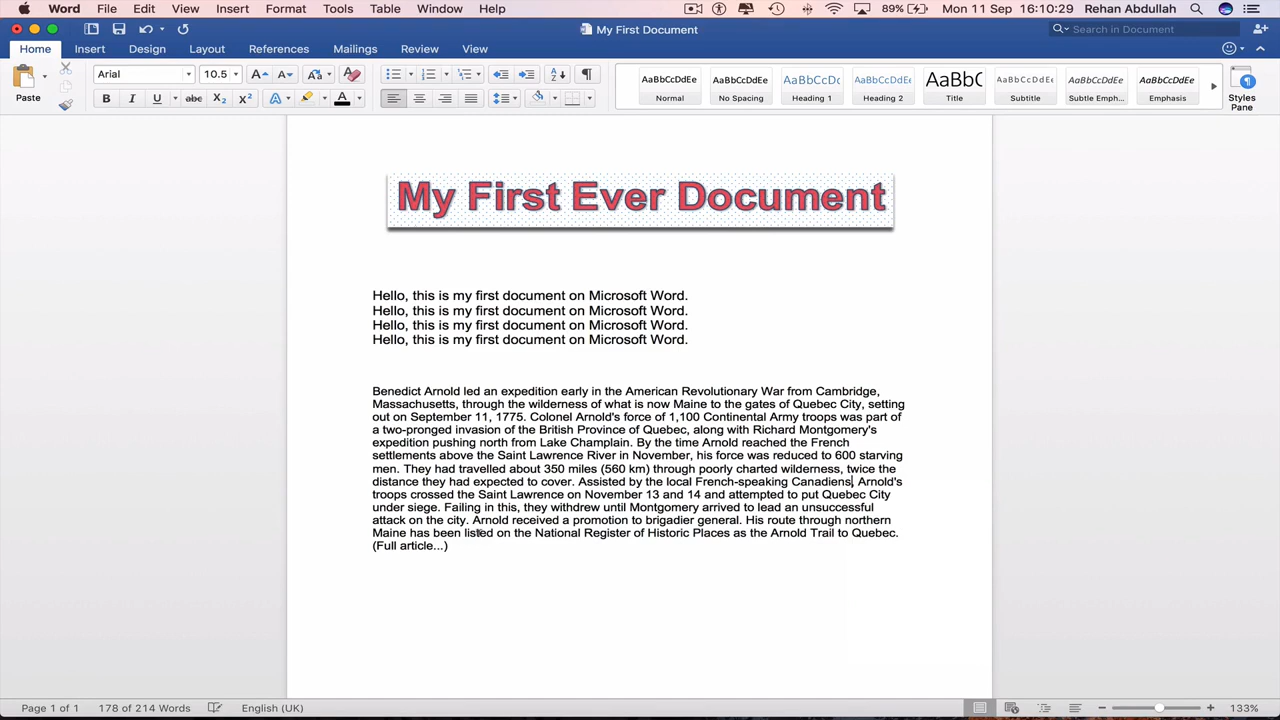 Word File Edit View Insert Format Tools Table Window Help 89% Mon 11 Sep 16:10:29 Rehan Abdullah
My First Document
Search in Document
Home Insert Design Layout References Mailings Review View
Paste
Arial 10.5
AaBbCcDdEe AaBbCcDdEe AaBbCcDc AaBbCcDdEe AaBbC AaBbCcDdEe AaBbCcDdEe AaBbCcDdEe
Normal No Spacing Heading 1 Heading 2 Title Subtitle Subtle Emph... Emphasis
Styles
Pane
My First Ever Document
Hello, this is my first document on Microsoft Word.
Hello, this is my first document on Microsoft Word.
Hello, this is my first document on Microsoft Word.
Hello, this is my first document on Microsoft Word.
Benedict Arnold led an expedition early in the American Revolutionary War from Cambridge,
Massachusetts, through the wilderness of what is now Maine to the gates of Quebec City, setting
out on September 11, 1775. Colonel Arnold's force of 1,100 Continental Army troops was part of
a two-pronged invasion of the British Province of Quebec, along with Richard Montgomery's
expedition pushing north from Lake Champlain. By the time Arnold reached the French
settlements above the Saint Lawrence River in November, his force was reduced to 600 starving
men. They had travelled about 350 miles (560 km) through poorly charted wilderness, twice the
distance they had expected to cover. Assisted by the local French-speaking Canadiens, Arnold's
troops crossed the Saint Lawrence on November 13 and 14 and attempted to put Quebec City
under siege. Failing in this, they withdrew until Montgomery arrived to lead an unsuccessful
attack on the city. Arnold received a promotion to brigadier general. His route through northern
Maine has been listed on the National Register of Historic Places as the Arnold Trail to Quebec.
(Full article...)
Page 1 of 1 178 of 214 Words English (UK) 133%